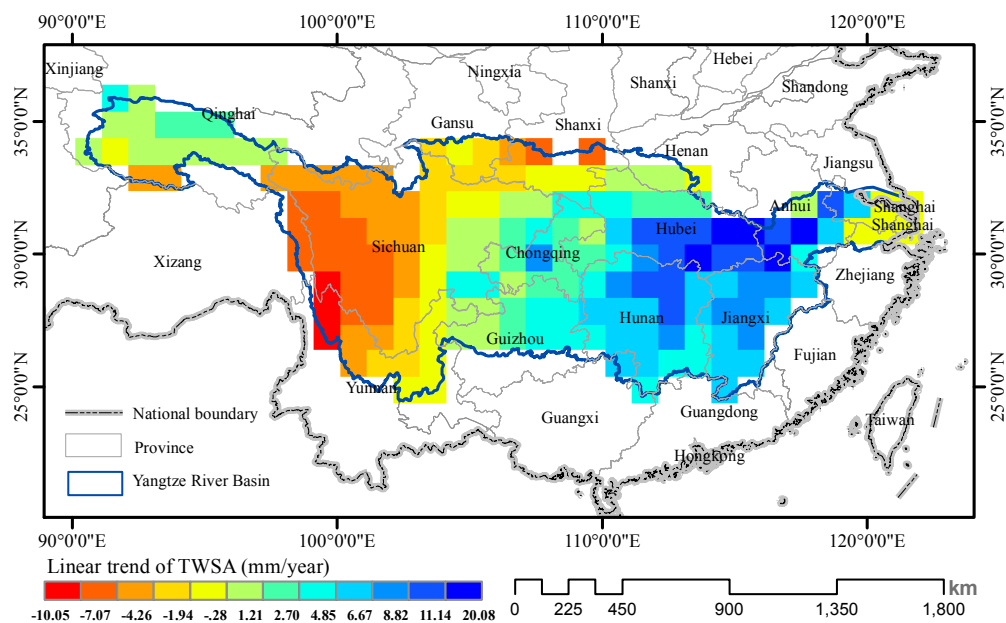 90°0'0"E 100°0'0"E 110°0'0"E 120°0'0"E
Xinjiang
Ningxia
Hebei
Shanxi
Shandong
Qinghai
35°0'0"N
35°0'0"N
Gansu
Shanxi
Henan
Jiangsu
Anhui
Shanghai
Shanghai
Hubei
Sichuan
Chongqing
30°0'0"N
30°0'0"N
Xizang
Zhejiang
Hunan
Jiangxi
Guizhou
Fujian
25°0'0"N
25°0'0"N
Yunnan
Guangxi
Guangdong
Taiwan
Hongkong
National boundary
Province
Yangtze River Basin
90°0'0"E 100°0'0"E 110°0'0"E 120°0'0"E
Linear trend of TWSA (mm/year)
-10.05 -7.07 -4.26 -1.94 -.28 1.21 2.70 4.85 6.67 8.82 11.14 20.08
km
0 225 450 900 1,350 1,800